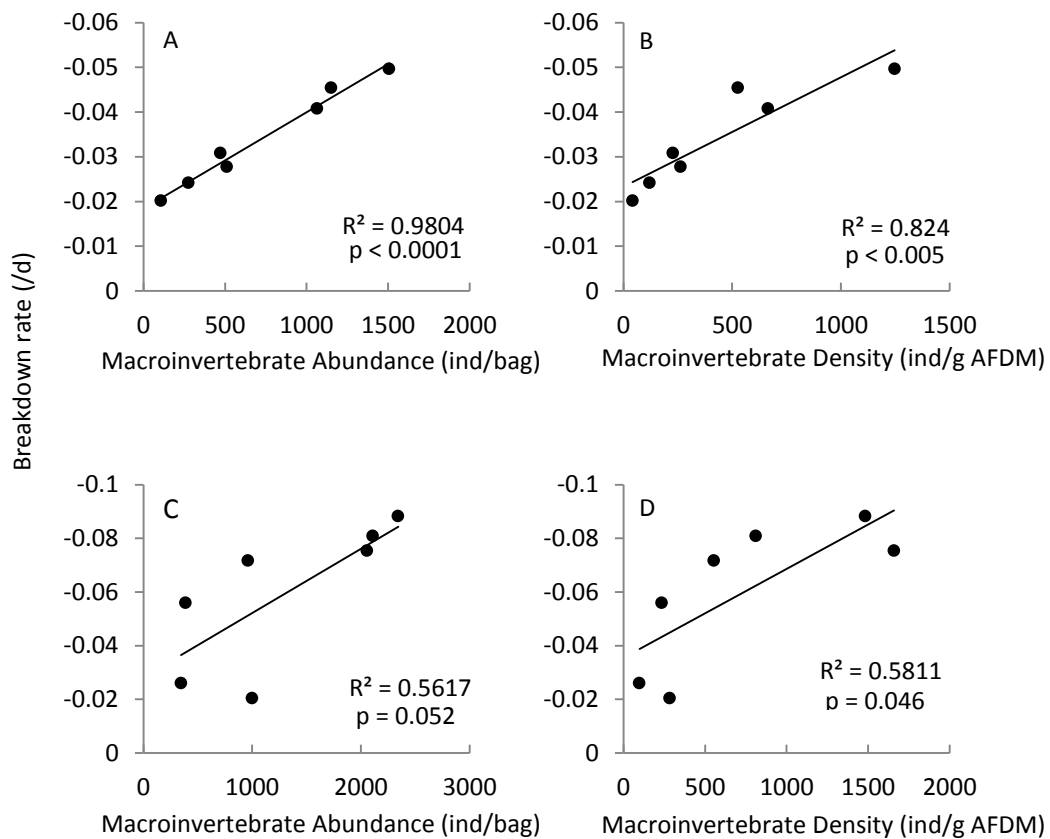 Breakdown rate (/d)
A
-0.06
-0.05
-0.04
-0.03
-0.02
-0.01
0
R² = 0.9804
p < 0.0001
0 500 1000 1500 2000
Macroinvertebrate Abundance (ind/bag)
B
-0.06
-0.05
-0.04
-0.03
-0.02
-0.01
0
R² = 0.824
p < 0.005
0 500 1000 1500
Macroinvertebrate Density (ind/g AFDM)
C
-0.1
-0.08
-0.06
-0.04
-0.02
0
R² = 0.5617
p = 0.052
0 1000 2000 3000
Macroinvertebrate Abundance (ind/bag)
D
-0.1
-0.08
-0.06
-0.04
-0.02
0
R² = 0.5811
p = 0.046
0 500 1000 1500 2000
Macroinvertebrate Density (ind/g AFDM)